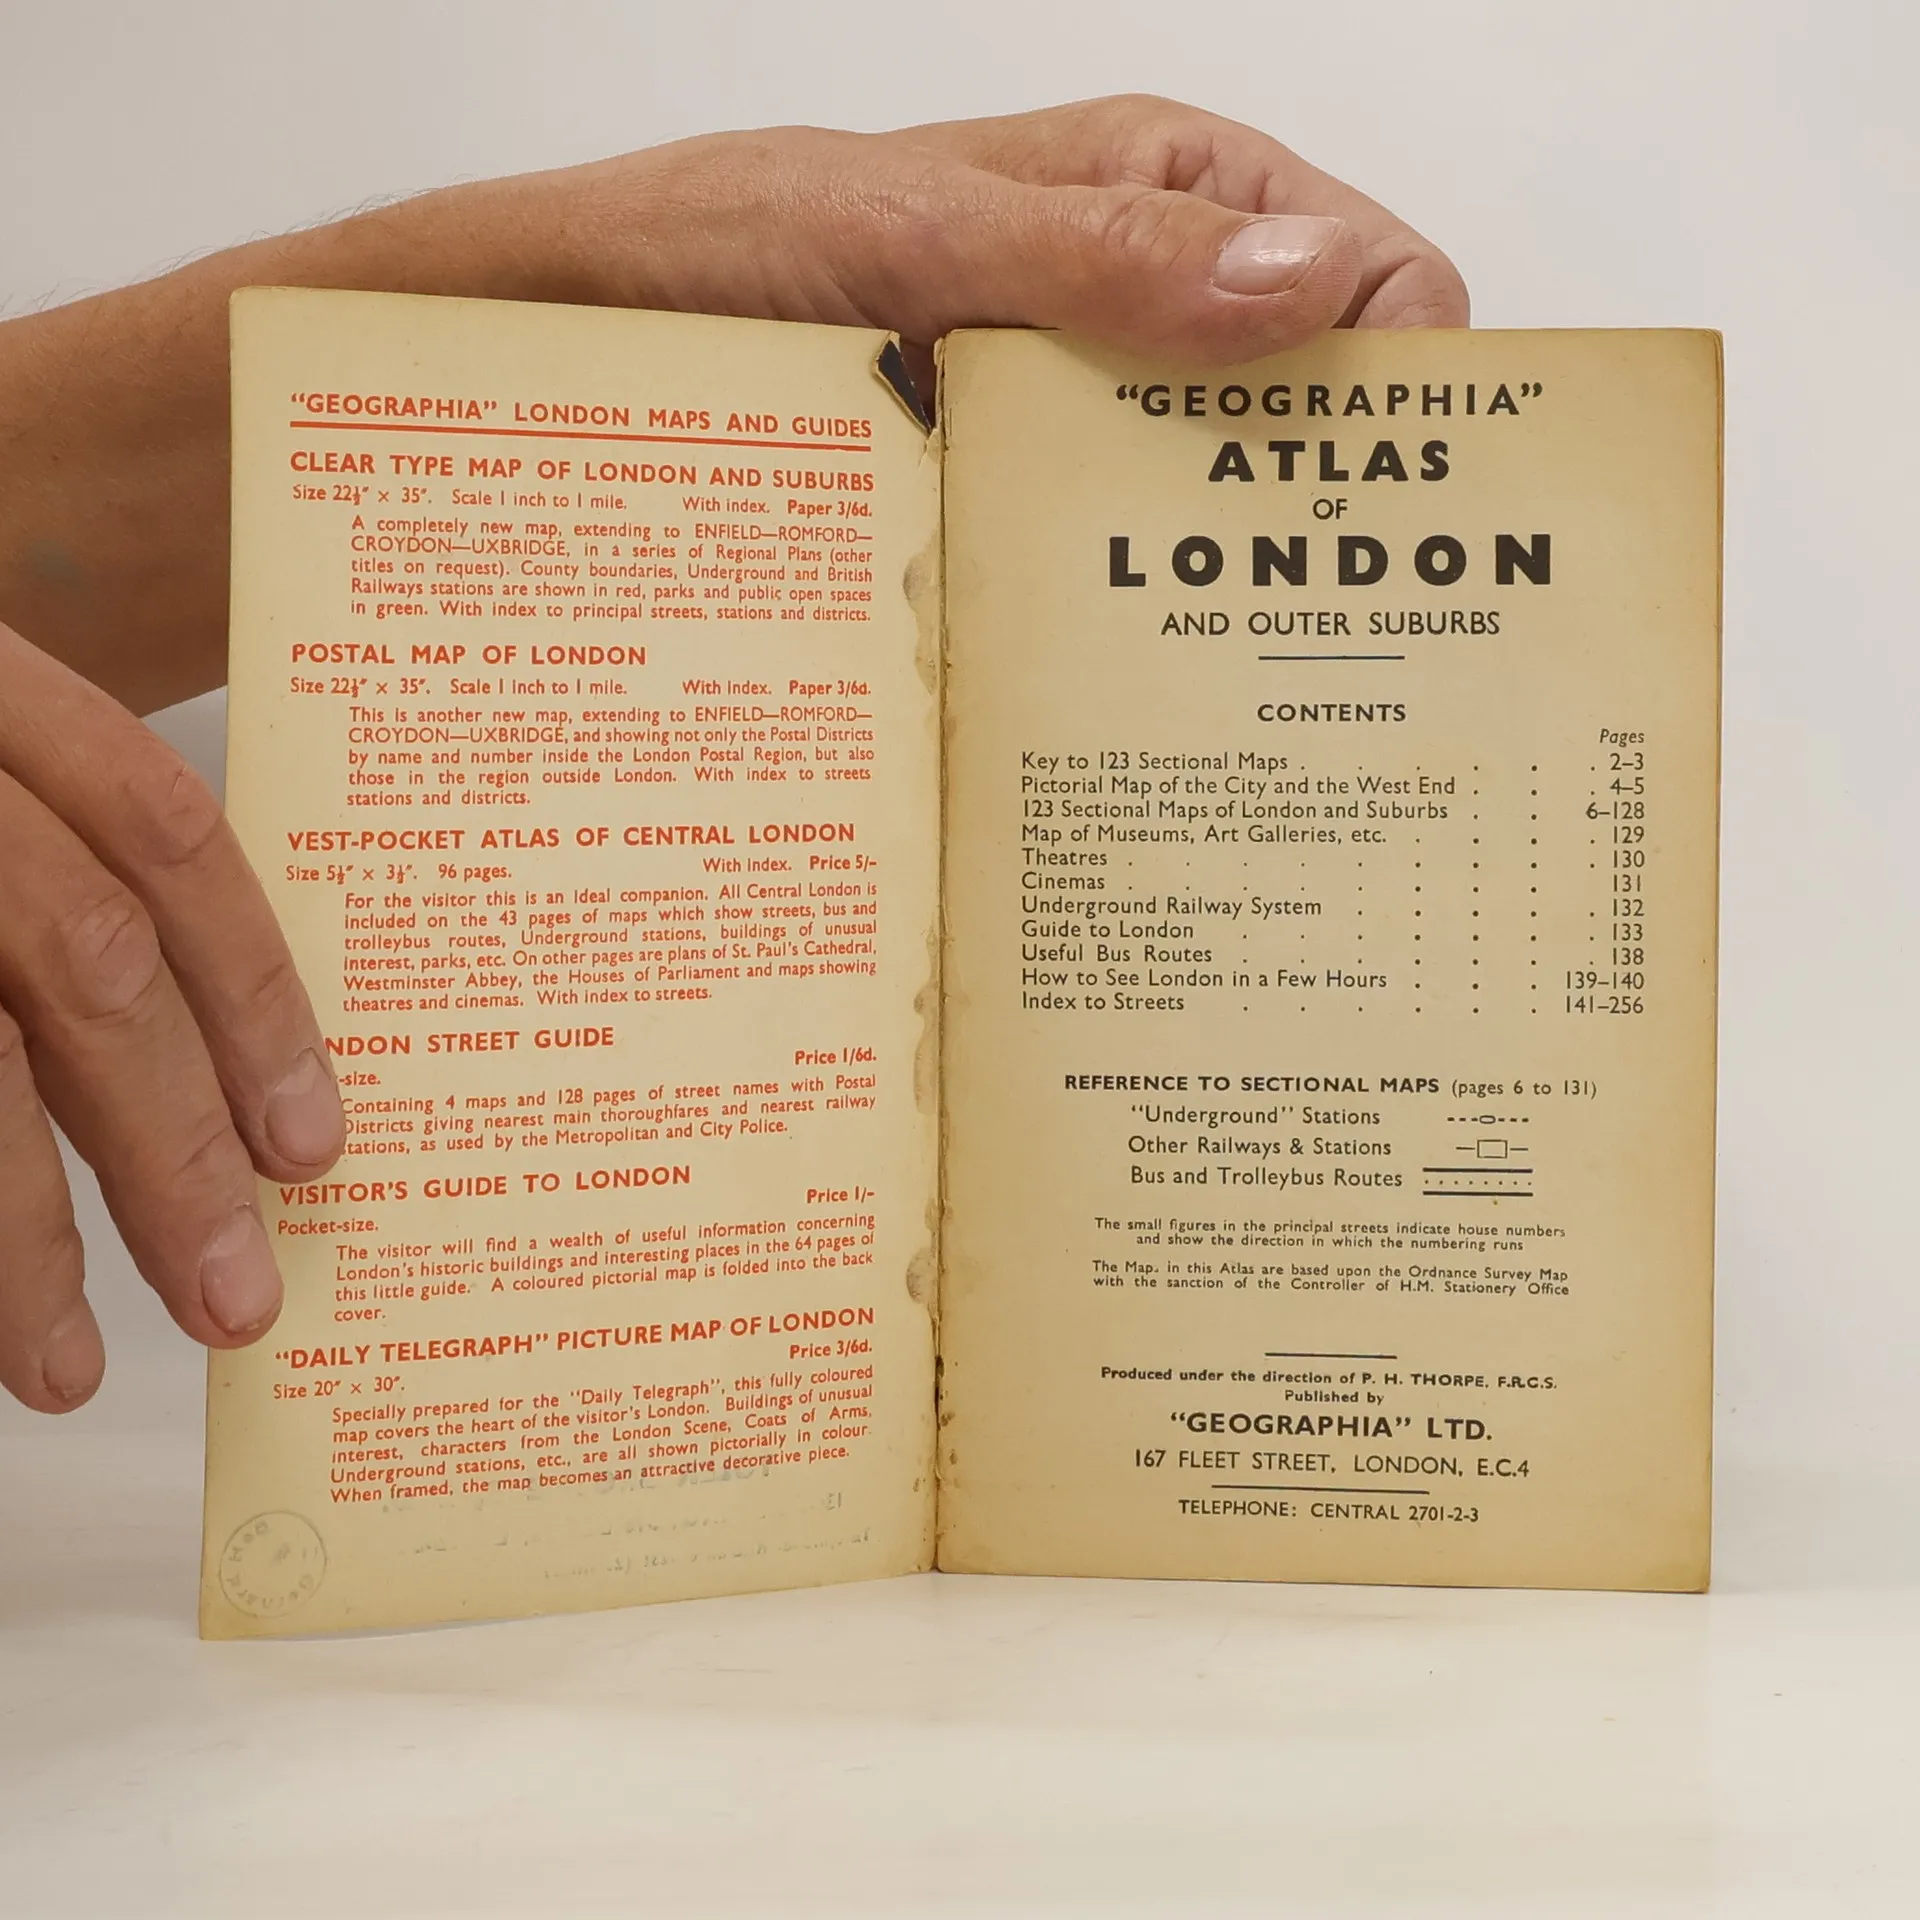 "GEOGRAPHIA" LONDON MAPS AND GUIDES
CLEAR TYPE MAP OF LONDON AND SUBURBS
Size 22½" × 35". Scale 1 inch to 1 mile. With index. Paper 3/6d.
A completely new map, extending to ENFIELD—ROMFORD—
CROYDON—UXBRIDGE, in a series of Regional Plans (other
titles on request). County boundaries, Underground and British
Railways stations are shown in red, parks and public open spaces
in green. With index to principal streets, stations and districts.
POSTAL MAP OF LONDON
Size 22½" × 35". Scale 1 inch to 1 mile. With Index. Paper 3/6d.
This is another new map, extending to ENFIELD—ROMFORD—
CROYDON—UXBRIDGE, and showing not only the Postal Districts
by name and number inside the London Postal Region, but also
those in the region outside London. With index to streets
stations and districts.
VEST-POCKET ATLAS OF CENTRAL LONDON
Size 5½" × 3½". 96 pages. With Index. Price 5/-
For the visitor this is an ideal companion. All Central London is
included on the 43 pages of maps which show streets, bus and
trolleybus routes, Underground stations, buildings of unusual
interest, parks, etc. On other pages are plans of St. Paul's Cathedral,
Westminster Abbey, the Houses of Parliament and maps showing
theatres and cinemas. With index to streets.
NDON STREET GUIDE
Price 1/6d.
-size.
Containing 4 maps and 128 pages of street names with Postal
Districts giving nearest main thoroughfares and nearest railway
tations, as used by the Metropolitan and City Police.
VISITOR'S GUIDE TO LONDON
Price 1/-
Pocket-size.
The visitor will find a wealth of useful information concerning
London's historic buildings and interesting places in the 64 pages of
this little guide. A coloured pictorial map is folded into the back
cover.
"DAILY TELEGRAPH" PICTURE MAP OF LONDON
Price 3/6d.
Size 20" × 30".
Specially prepared for the "Daily Telegraph", this fully coloured
map covers the heart of the visitor's London. Buildings of unusual
interest, characters from the London Scene, Coats of Arms,
Underground stations, etc., are all shown pictorially in colour.
When framed, the map becomes an attractive decorative piece.
"GEOGRAPHIA"
ATLAS
OF
LONDON
AND OUTER SUBURBS
CONTENTS
Pages
Key to 123 Sectional Maps . . . . . . 2–3
Pictorial Map of the City and the West End . . . 4–5
123 Sectional Maps of London and Suburbs . . 6–128
Map of Museums, Art Galleries, etc. . . . . 129
Theatres . . . . . . . . . 130
Cinemas . . . . . . . . 131
Underground Railway System . . . . . 132
Guide to London . . . . . . . 133
Useful Bus Routes . . . . . . . 138
How to See London in a Few Hours . . . 139–140
Index to Streets . . . . . . 141–256
REFERENCE TO SECTIONAL MAPS (pages 6 to 131)
"Underground" Stations
Other Railways & Stations
Bus and Trolleybus Routes
The small figures in the principal streets indicate house numbers
and show the direction in which the numbering runs
The Map. in this Atlas are based upon the Ordnance Survey Map
with the sanction of the Controller of H.M. Stationery Office
Produced under the direction of P. H. THORPE, F.R.G.S.
Published by
"GEOGRAPHIA" LTD.
167 FLEET STREET, LONDON, E.C.4
TELEPHONE: CENTRAL 2701-2-3